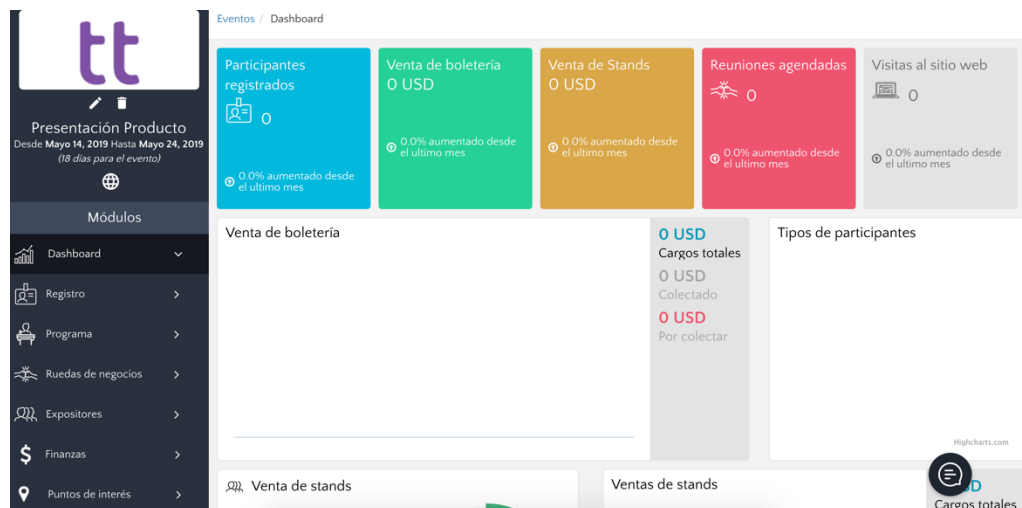 tt
Presentación Producto
Desde Mayo 14, 2019 Hasta Mayo 24, 2019
(18 días para el evento)
Módulos
Dashboard
Registro
Programa
Ruedas de negocios
Expositores
Finanzas
Puntos de interés
Eventos / Dashboard
Participantes
registrados
0
0.0% aumentado desde
el ultimo mes
Venta de boletería
0 USD
0.0% aumentado desde
el ultimo mes
Venta de Stands
0 USD
0.0% aumentado desde
el ultimo mes
Reuniones agendadas
0
0.0% aumentado desde
el ultimo mes
Visitas al sitio web
0
0.0% aumentado desde
el ultimo mes
Venta de boletería
0 USD
Cargos totales
0 USD
Colectado
0 USD
Por colectar
Tipos de participantes
Highcharts.com
Venta de stands
Ventas de stands
Cargos totales